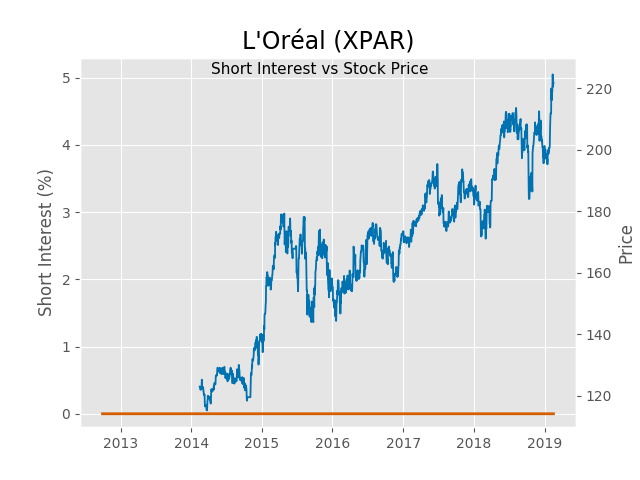 L'Oréal (XPAR)
Short Interest vs Stock Price
Short Interest (%)
5
4
3
2
1
0
220
200
180
160
140
120
Price
2013 2014 2015 2016 2017 2018 2019